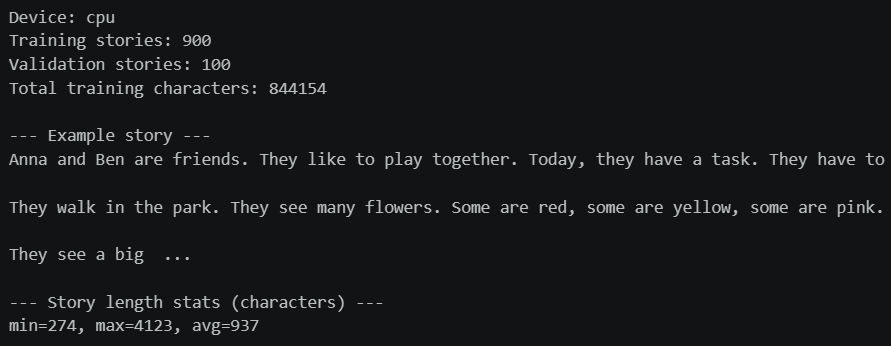 Device: cpu
Training stories: 900
Validation stories: 100
Total training characters: 844154
--- Example story ---
Anna and Ben are friends. They like to play together. Today, they have a task. They have to
They walk in the park. They see many flowers. Some are red, some are yellow, some are pink.
They see a big  ...
--- Story length stats (characters) ---
min=274, max=4123, avg=937